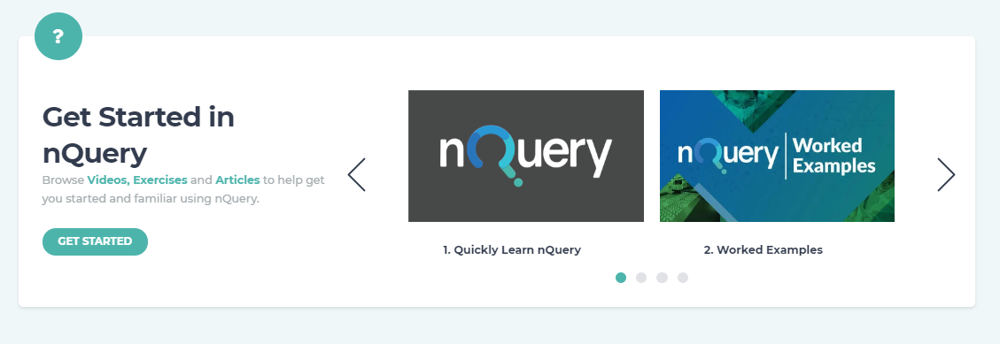 ?
Get Started in
nQuery
Browse Videos, Exercises and Articles to help get
you started and familiar using nQuery.
GET STARTED
nQuery
1. Quickly Learn nQuery
nQuery Worked
Examples
2. Worked Examples